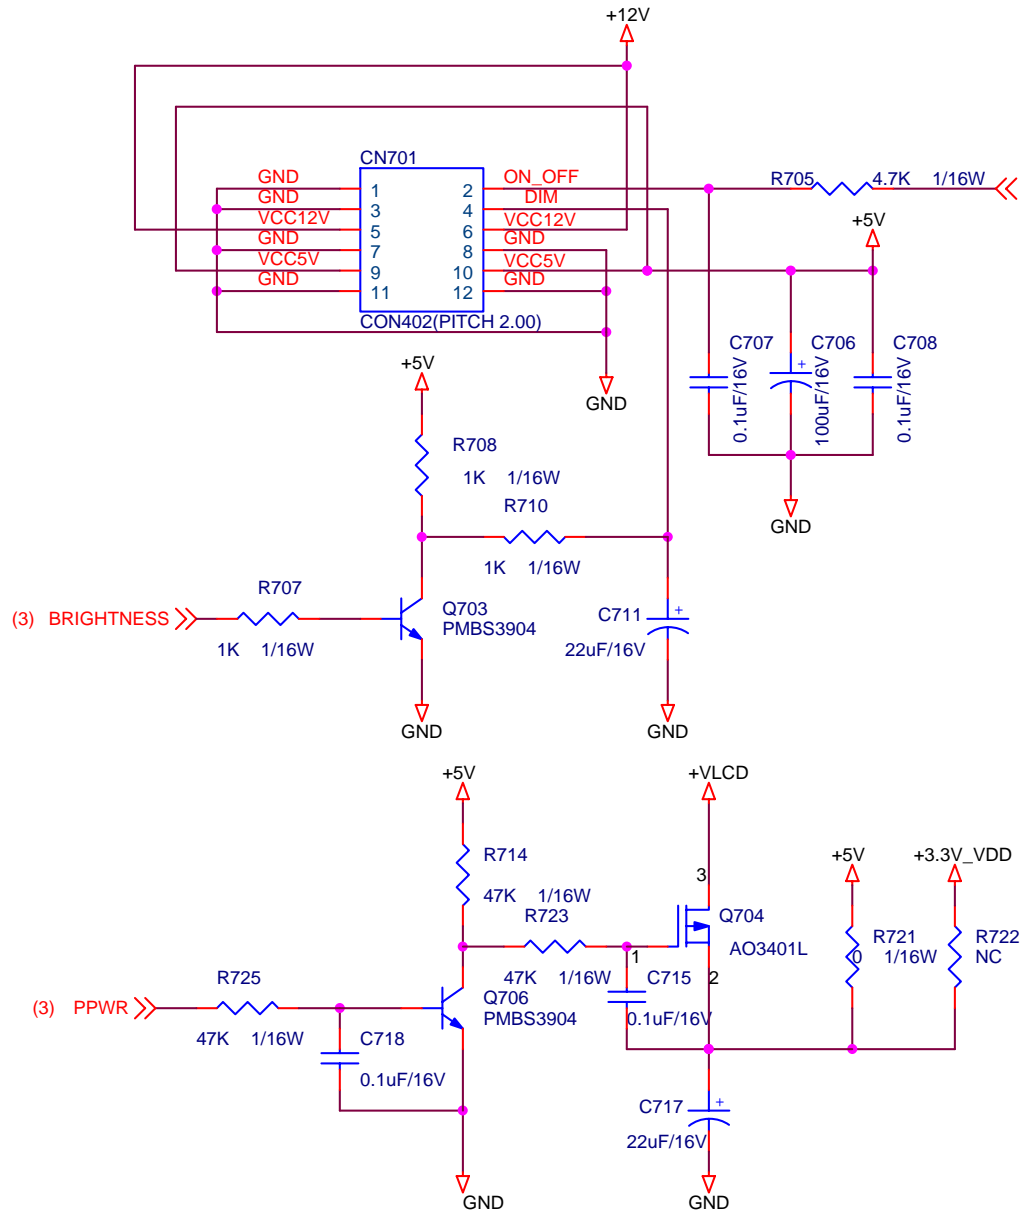 +12V
CN701
GND 1 2 ON_OFF
GND 3 4 DIM
VCC12V 5 6 VCC12V
GND 7 8 GND
VCC5V 9 10 VCC5V
GND 11 12 GND
CON402(PITCH 2.00)
R705 4.7K 1/16W
+5V
C707
0.1uF/16V
C706
+
100uF/16V
C708
0.1uF/16V
GND
GND
+5V
R708
1K 1/16W
R710
1K 1/16W
(3) BRIGHTNESS
R707
1K 1/16W
Q703
PMBS3904
C711
+
22uF/16V
GND
GND
+5V
R714
47K 1/16W
R723
47K 1/16W
+VLCD
3
Q704
AO3401L
1
2
C715
0.1uF/16V
+5V
R721
0 1/16W
+3.3V_VDD
R722
NC
(3) PPWR
R725
47K 1/16W
C718
0.1uF/16V
Q706
PMBS3904
C717
+
22uF/16V
GND
GND